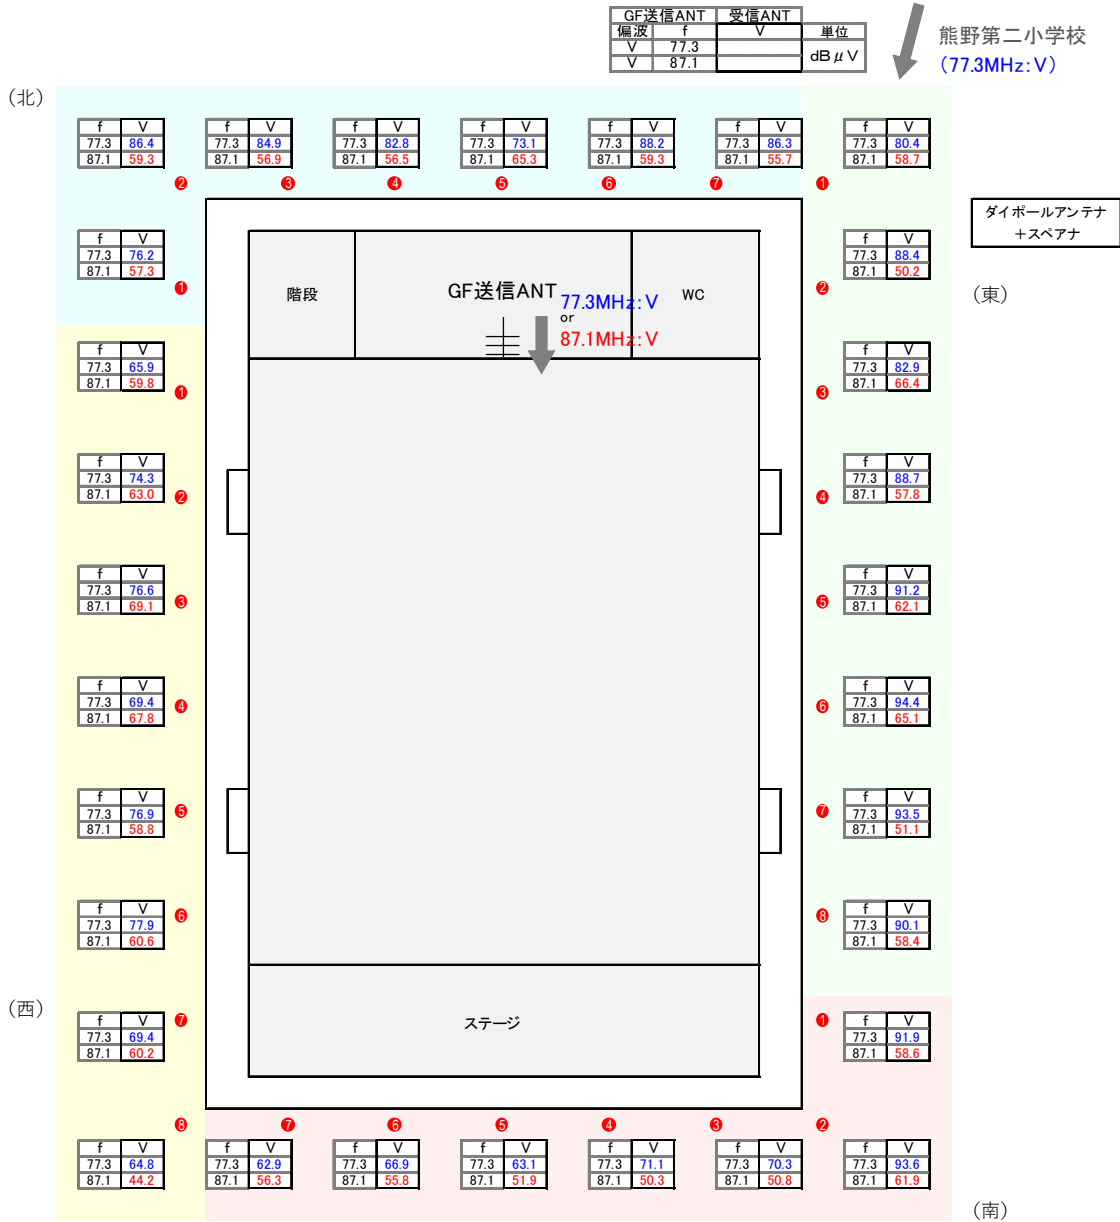 GF送信ANT 受信ANT
偏波 f V 単位
V 77.3 dBμV
V 87.1
熊野第二小学校
(77.3MHz:V)
(北)
f V f V f V f V f V f V f V
77.3 86.4 77.3 84.9 77.3 82.8 77.3 73.1 77.3 88.2 77.3 86.3 77.3 80.4
87.1 59.3 87.1 56.9 87.1 56.5 87.1 65.3 87.1 59.3 87.1 55.7 87.1 58.7
❷ ❸ ❹ ❺ ❻ ❼ ❶
ダイポールアンテナ
+スペアナ
f V f V
77.3 76.2 77.3 88.4
87.1 57.3 87.1 50.2
❶ ❷
(東)
階段 GF送信ANT 77.3MHz:V WC
or
87.1MHz:V
f V f V
77.3 65.9 77.3 82.9
87.1 59.8 87.1 66.4
❶ ❸
f V f V
77.3 74.3 77.3 88.7
87.1 63.0 87.1 57.8
❷ ❹
f V f V
77.3 76.6 77.3 91.2
87.1 69.1 87.1 62.1
❸ ❺
f V f V
77.3 69.4 77.3 94.4
87.1 67.8 87.1 65.1
❹ ❻
f V f V
77.3 76.9 77.3 93.5
87.1 58.8 87.1 51.1
❺ ❼
f V f V
77.3 77.9 77.3 90.1
87.1 60.6 87.1 58.4
❻ ❽
(西)
f V f V
77.3 69.4 77.3 91.9
87.1 60.2 87.1 58.6
❼ ❶
ステージ
❽ ❼ ❻ ❺ ❹ ❸ ❷
f V f V f V f V f V f V f V
77.3 64.8 77.3 62.9 77.3 66.9 77.3 63.1 77.3 71.1 77.3 70.3 77.3 93.6
87.1 44.2 87.1 56.3 87.1 55.8 87.1 51.9 87.1 50.3 87.1 50.8 87.1 61.9
(南)